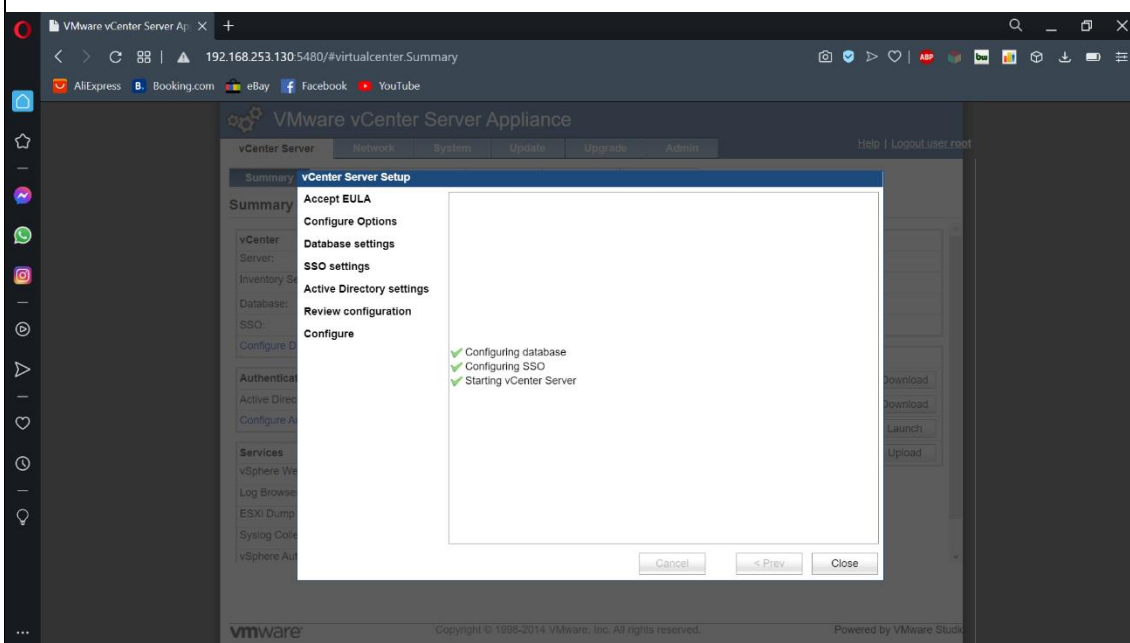 VMware vCenter Server Ap
192.168.253.130:5480/#virtualcenter.Summary
ABP
bw
AliExpress B. Booking.com eBay Facebook YouTube
VMware vCenter Server Appliance
vCenter Server Network System Update Upgrade Admin Help | Logout user root
Summary
Summary
vCenter Server Setup
Accept EULA
Configure Options
Database settings
SSO settings
Active Directory settings
Review configuration
Configure
Configuring database
Configuring SSO
Starting vCenter Server
Cancel < Prev Close
vCenter
Server:
Inventory Se
Database:
SSO:
Configure D
Authenticat
Active Direc
Configure A
Services
vSphere We
Log Browse
ESXi Dump
Syslog Colle
vSphere Aut
Download
Download
Launch
Upload
vmware Copyright © 1998-2014 VMware, Inc. All rights reserved. Powered by VMware Studio